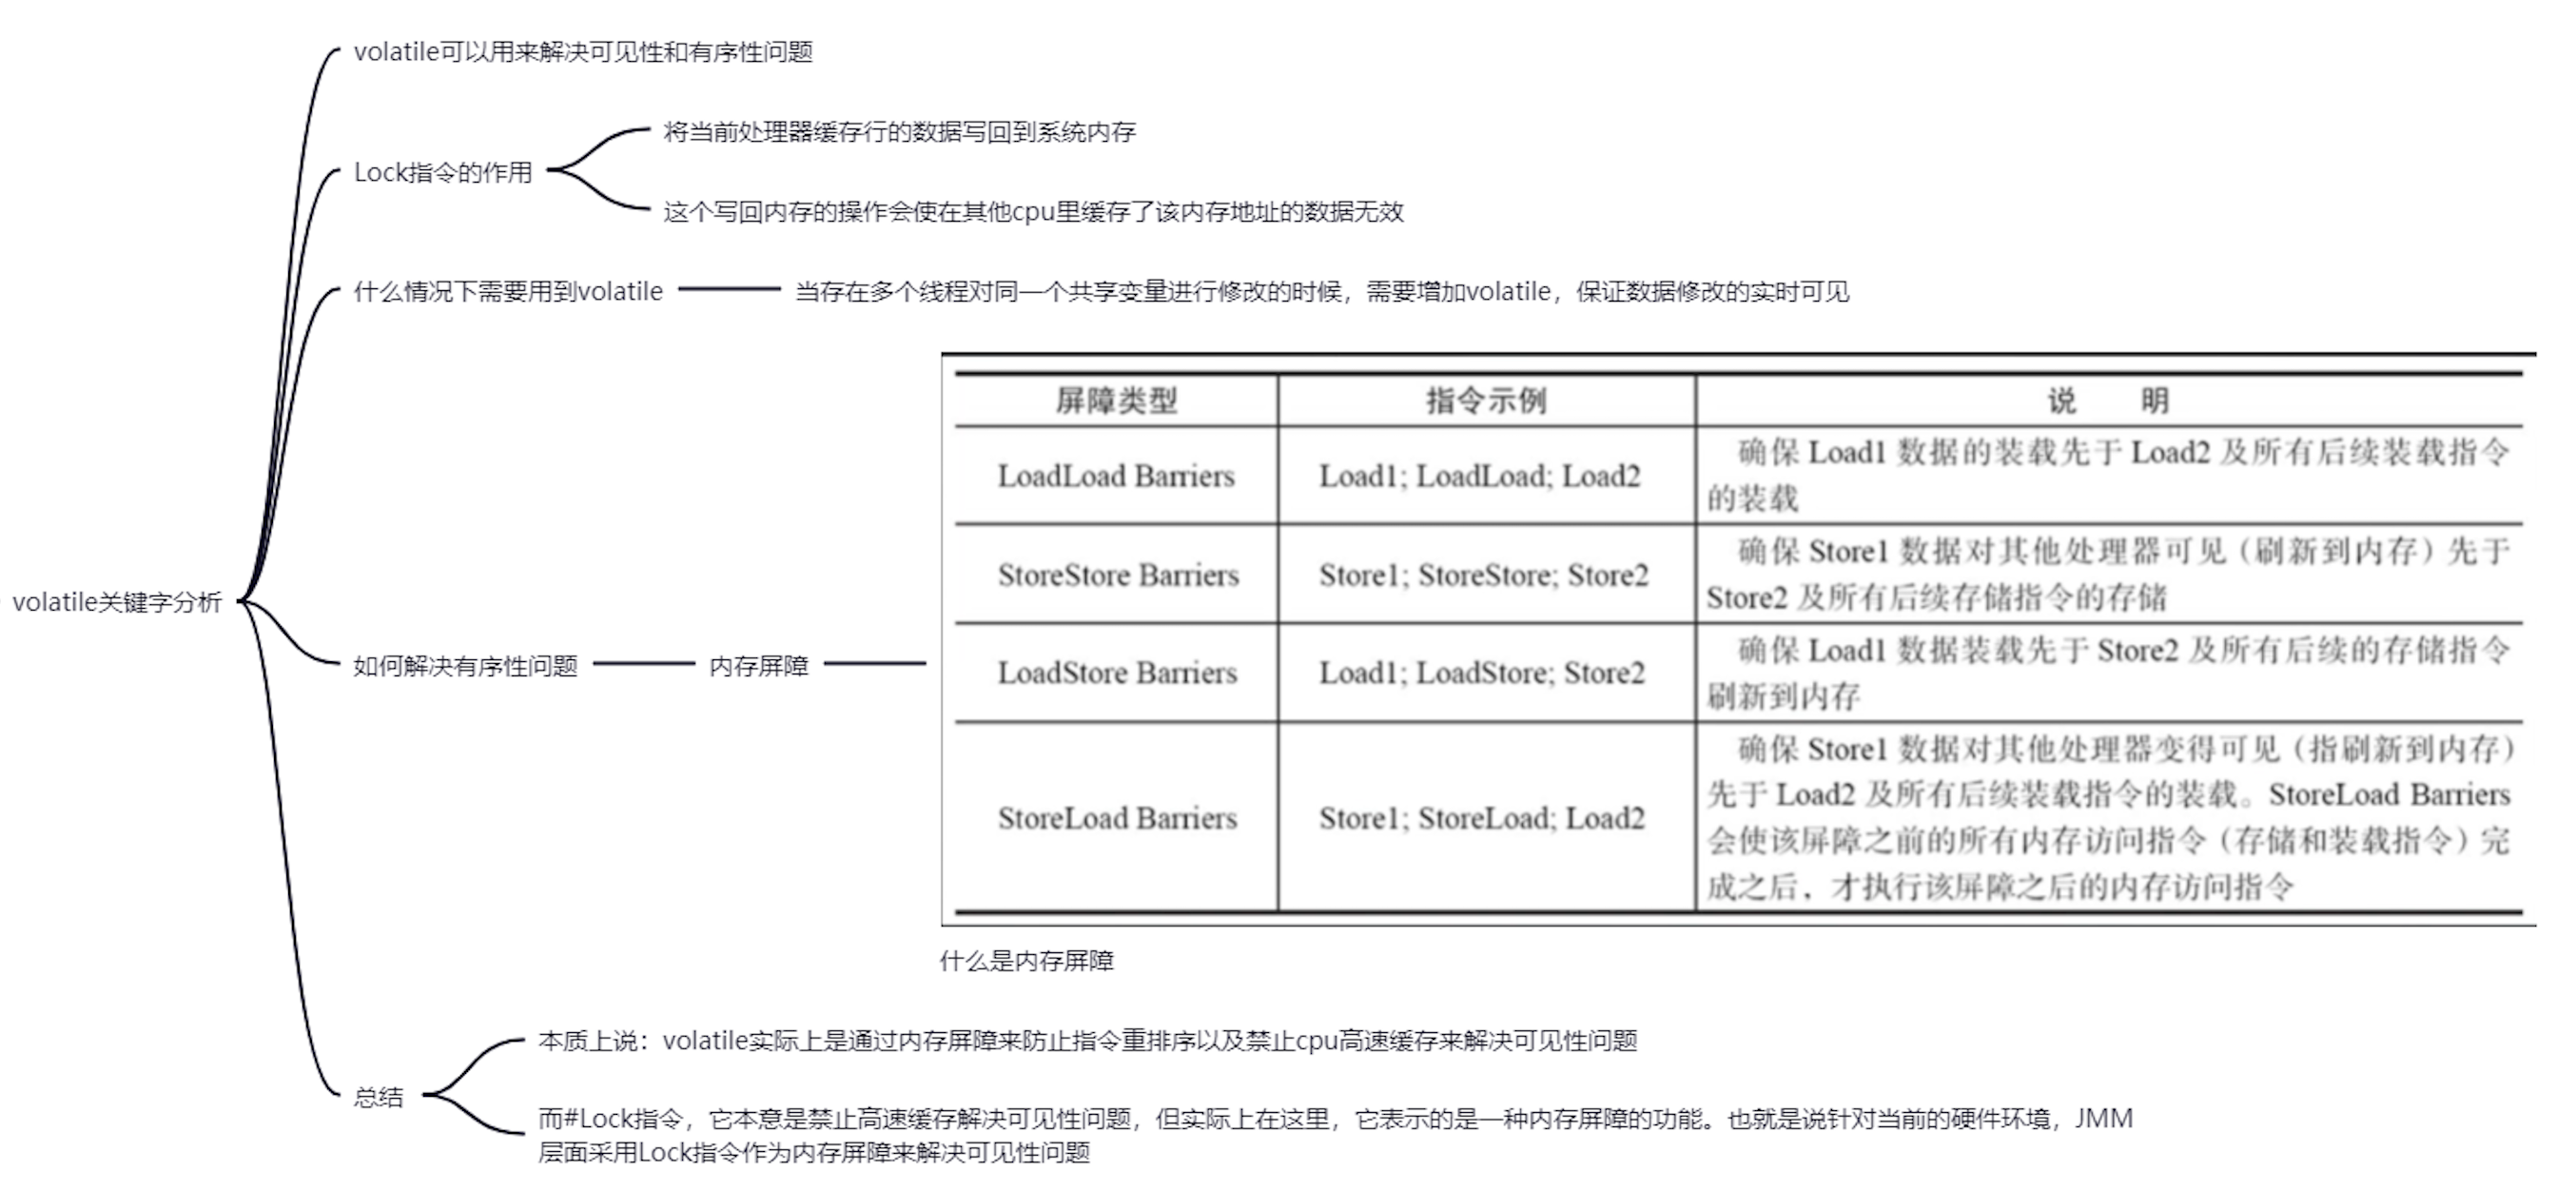 volatile可以用来解决可见性和有序性问题
将当前处理器缓存行的数据写回到系统内存
Lock指令的作用
这个写回内存的操作会使在其他cpu里缓存了该内存地址的数据无效
什么情况下需要用到volatile
当存在多个线程对同一个共享变量进行修改的时候，需要增加volatile，保证数据修改的实时可见
屏障类型
指令示例
说 明
LoadLoad Barriers
Load1; LoadLoad; Load2
确保 Load1 数据的装载先于 Load2 及所有后续装载指令
的装载
StoreStore Barriers
Store1; StoreStore; Store2
确保 Store1 数据对其他处理器可见（刷新到内存）先于
Store2 及所有后续存储指令的存储
volatile关键字分析
如何解决有序性问题
内存屏障
LoadStore Barriers
Load1; LoadStore; Store2
确保 Load1 数据装载先于 Store2 及所有后续的存储指令
刷新到内存
StoreLoad Barriers
Store1; StoreLoad; Load2
确保 Store1 数据对其他处理器变得可见（指刷新到内存）
先于 Load2 及所有后续装载指令的装载。StoreLoad Barriers
会使该屏障之前的所有内存访问指令（存储和装载指令）完
成之后，才执行该屏障之后的内存访问指令
什么是内存屏障
本质上说：volatile实际上是通过内存屏障来防止指令重排序以及禁止cpu高速缓存来解决可见性问题
总结
而#Lock指令，它本意是禁止高速缓存解决可见性问题，但实际上在这里，它表示的是一种内存屏障的功能。也就是说针对当前的硬件环境，JMM
层面采用Lock指令作为内存屏障来解决可见性问题